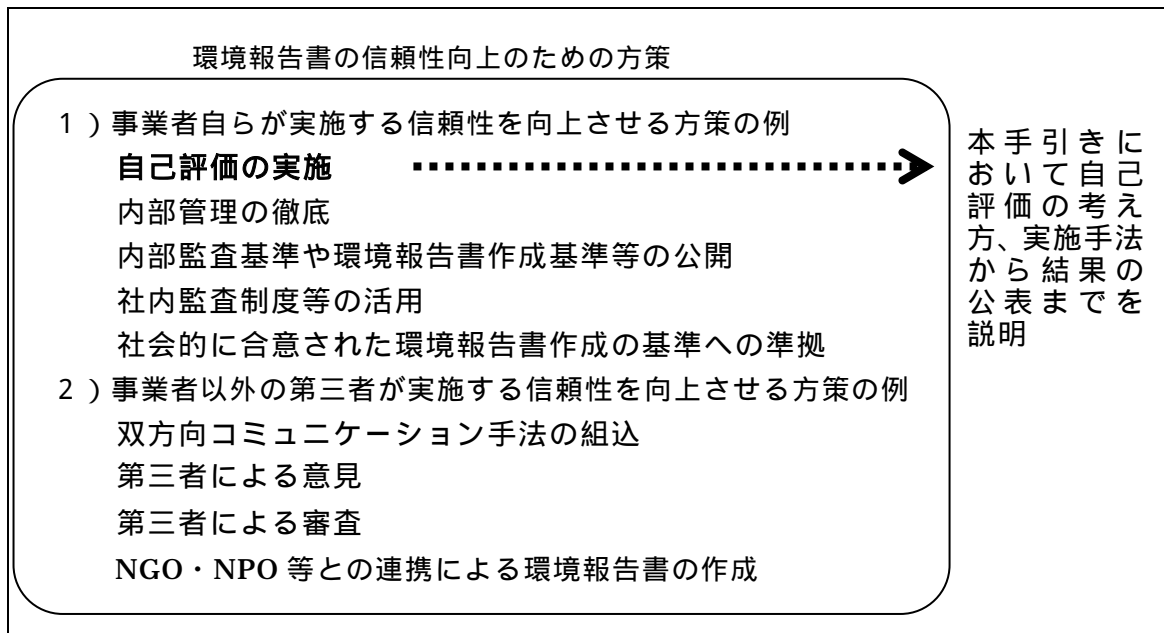 環境報告書の信頼性向上のための方策
1）事業者自らが実施する信頼性を向上させる方策の例
自己評価の実施
内部管理の徹底
内部監査基準や環境報告書作成基準等の公開
社内監査制度等の活用
社会的に合意された環境報告書作成の基準への準拠
2）事業者以外の第三者が実施する信頼性を向上させる方策の例
双方向コミュニケーション手法の組込
第三者による意見
第三者による審査
NGO・NPO 等との連携による環境報告書の作成
本手引きに
おいて自己
評価の考え
方、実施手法
から結果の
公表までを
説明